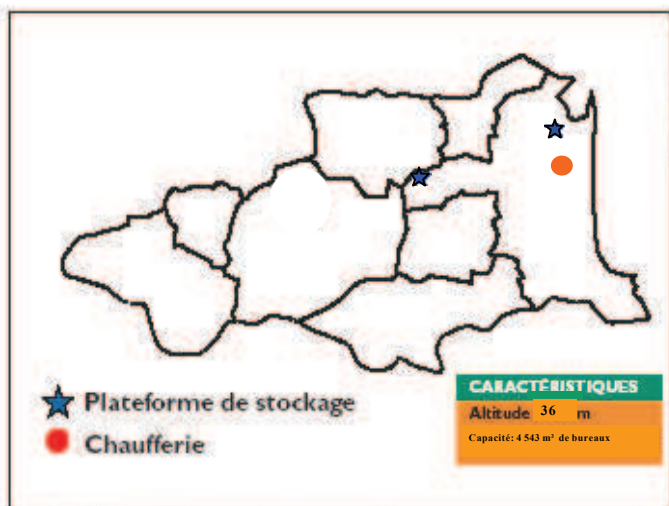 Plateforme de stockage
Chaufferie
CARACTÉRISTIQUES
Altitude 36 m
Capacité: 4 543 m² de bureaux